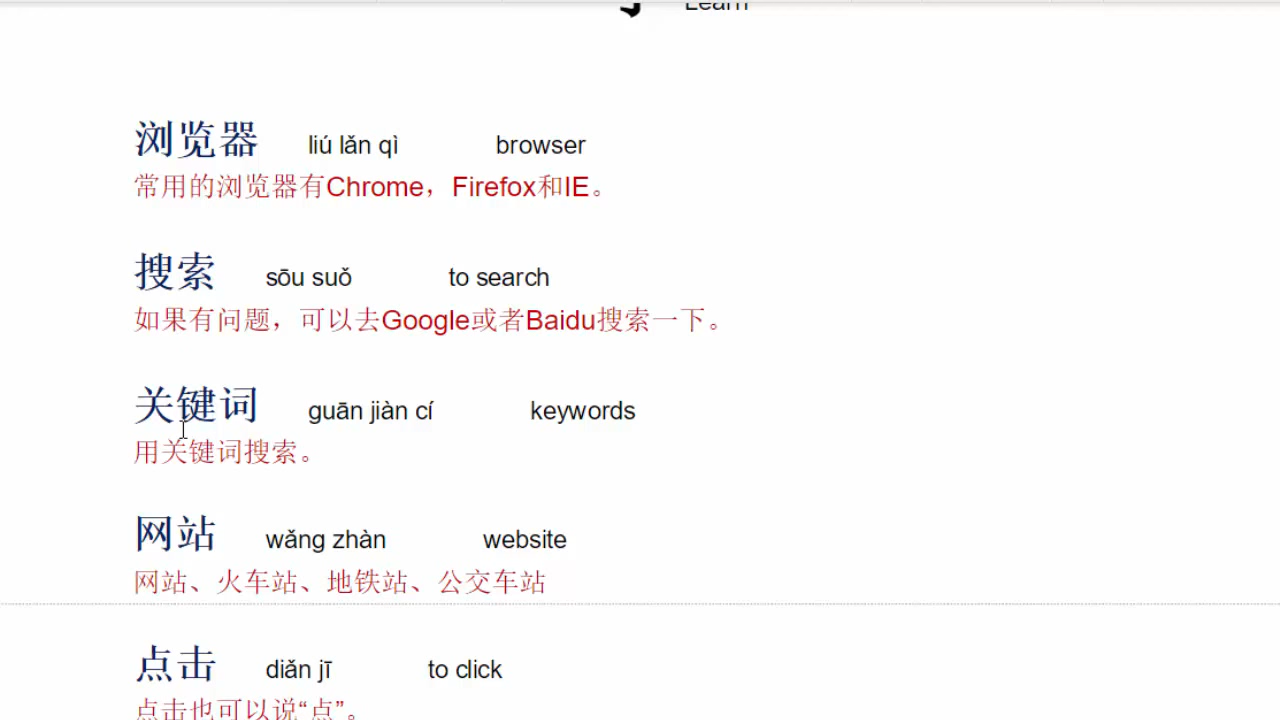 Learn
浏览器 liú lǎn qì browser
常用的浏览器有Chrome，Firefox和IE。
搜索 sōu suǒ to search
如果有问题，可以去Google或者Baidu搜索一下。
关键词 guān jiàn cí keywords
用关键词搜索。
网站 wǎng zhàn website
网站、火车站、地铁站、公交车站
点击 diǎn jī to click
点击也可以说“点”。